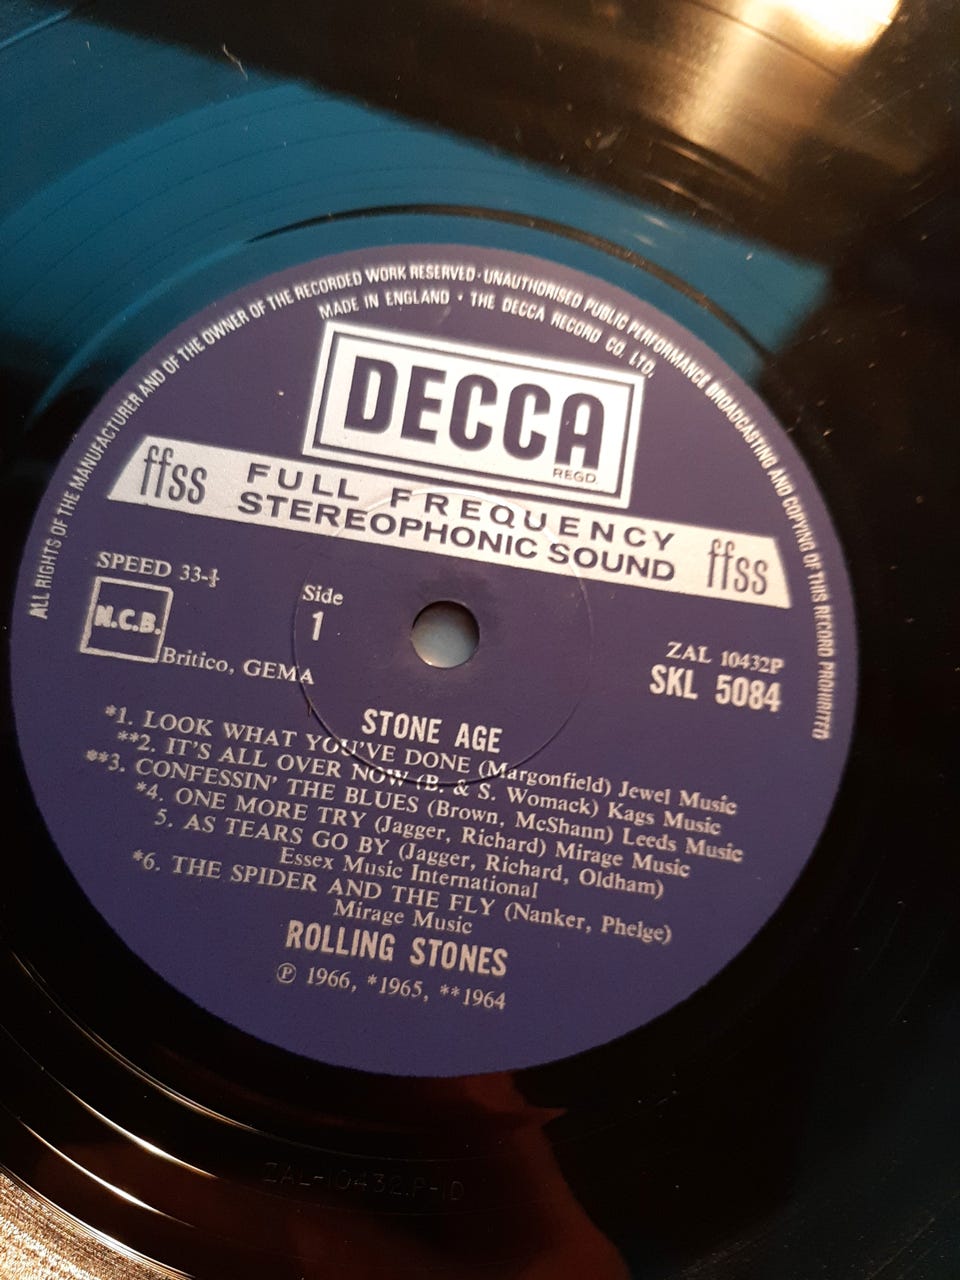 ALL RIGHTS OF THE MANUFACTURER AND OF THE OWNER OF THE RECORDED WORK RESERVED · UNAUTHORISED PUBLIC PERFORMANCE BROADCASTING AND COPYING OF THIS RECORD PROHIBITED
MADE IN ENGLAND · THE DECCA RECORD CO. LTD.
DECCA
REGD.
ffss FULL FREQUENCY ffss
STEREOPHONIC SOUND
SPEED 33-⅓
Side
1
N.C.B.
Britico, GEMA
ZAL 10432P
SKL 5084
STONE AGE
*1. LOOK WHAT YOU'VE DONE (Margonfield) Jewel Music
**2. IT'S ALL OVER NOW (B. & S. Womack) Kags Music
**3. CONFESSIN' THE BLUES (Brown, McShann) Leeds Music
*4. ONE MORE TRY (Jagger, Richard) Mirage Music
5. AS TEARS GO BY (Jagger, Richard, Oldham)
Essex Music International
*6. THE SPIDER AND THE FLY (Nanker, Phelge)
Mirage Music
ROLLING STONES
Ⓟ 1966, *1965, **1964
ZAL-10432.P-1D